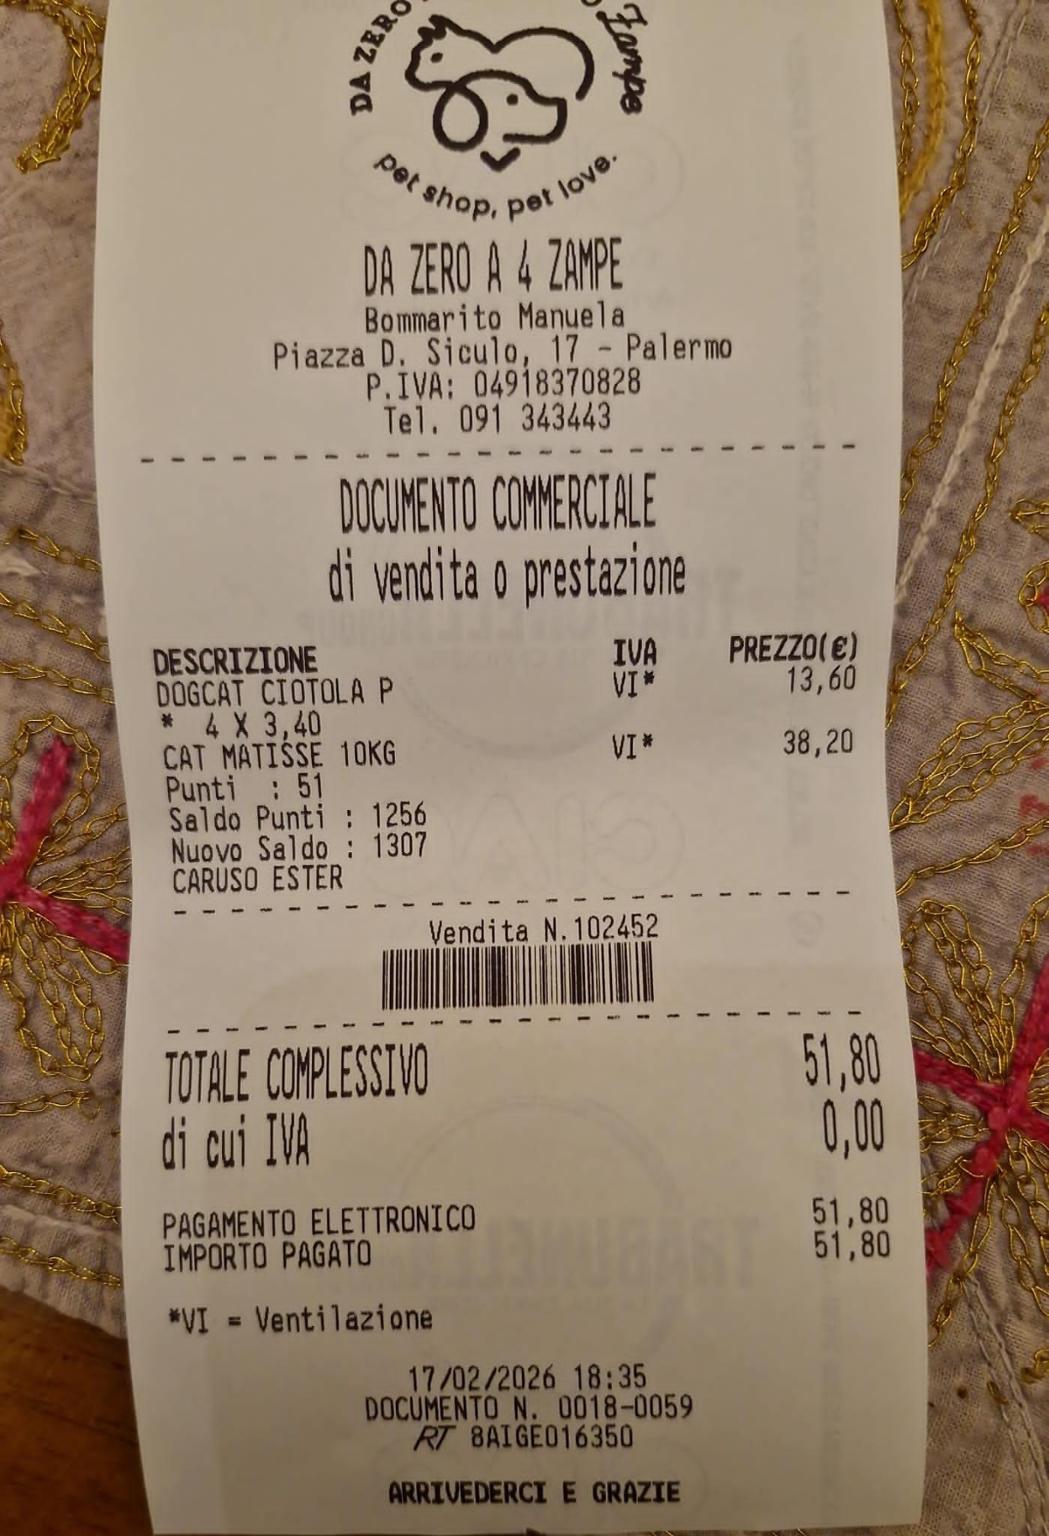 DA ZERO
Zampe
pet shop, pet love.
DA ZERO A 4 ZAMPE
Bommarito Manuela
Piazza D. Siculo, 17 - Palermo
P.IVA: 04918370828
Tel. 091 343443
DOCUMENTO COMMERCIALE
di vendita o prestazione
DESCRIZIONE IVA PREZZO(€)
DOGCAT CIOTOLA P VI* 13,60
* 4 X 3,40
CAT MATISSE 10KG VI* 38,20
Punti : 51
Saldo Punti : 1256
Nuovo Saldo : 1307
CARUSO ESTER
Vendita N.102452
TOTALE COMPLESSIVO 51,80
di cui IVA 0,00
PAGAMENTO ELETTRONICO 51,80
IMPORTO PAGATO 51,80
*VI = Ventilazione
17/02/2026 18:35
DOCUMENTO N. 0018-0059
RT 8AIGE016350
ARRIVEDERCI E GRAZIE